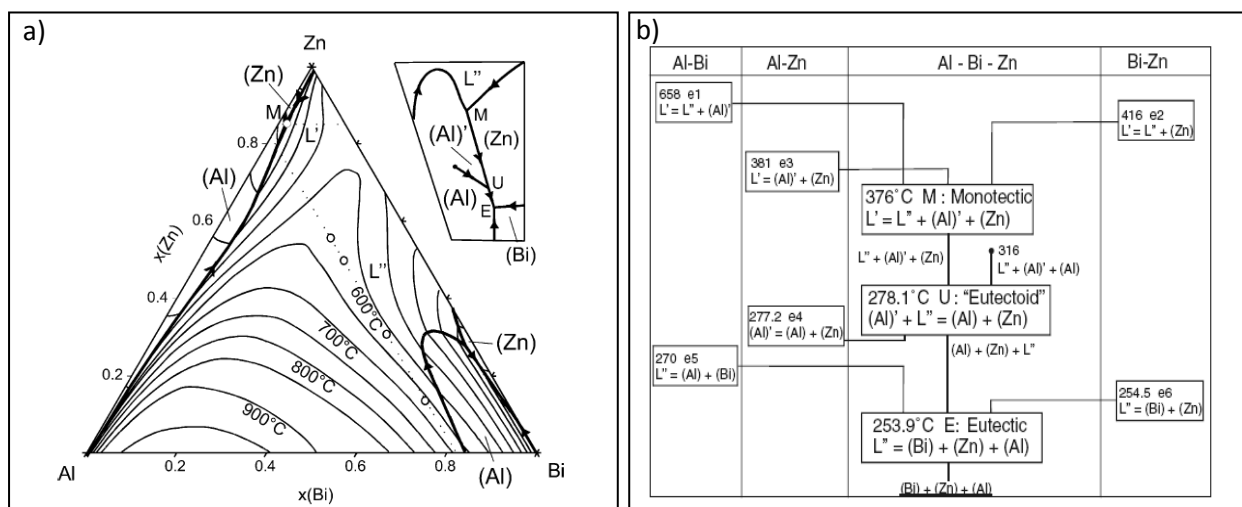 a)
Zn
(Zn)
M
L'
0.8
(Al)
0.6
x(Zn)
0.4
0.2
L"
600°C
700°C
800°C
900°C
(Zn)
Al
Bi
0.2
0.4
0.6
0.8
(Al)
x(Bi)
L"
M
(Al)'
(Zn)
(Al)
U
E
(Bi)
b)
Al-Bi
Al-Zn
Al - Bi - Zn
Bi-Zn
658 e1
L'= L" + (Al)'
416 e2
L' = L" + (Zn)
381 e3
L' = (Al)' + (Zn)
376°C M : Monotectic
L' = L" + (Al)' + (Zn)
L" + (Al)' + (Zn)
316
L" + (Al)' + (Al)
278.1°C U : "Eutectoid"
(Al)' + L" = (Al) + (Zn)
277.2 e4
(Al)' = (Al) + (Zn)
(Al) + (Zn) + L"
270 e5
L" = (Al) + (Bi)
254.5 e6
L" = (Bi) + (Zn)
253.9°C E: Eutectic
L" = (Bi) + (Zn) + (Al)
(Bi) + (Zn) + (Al)